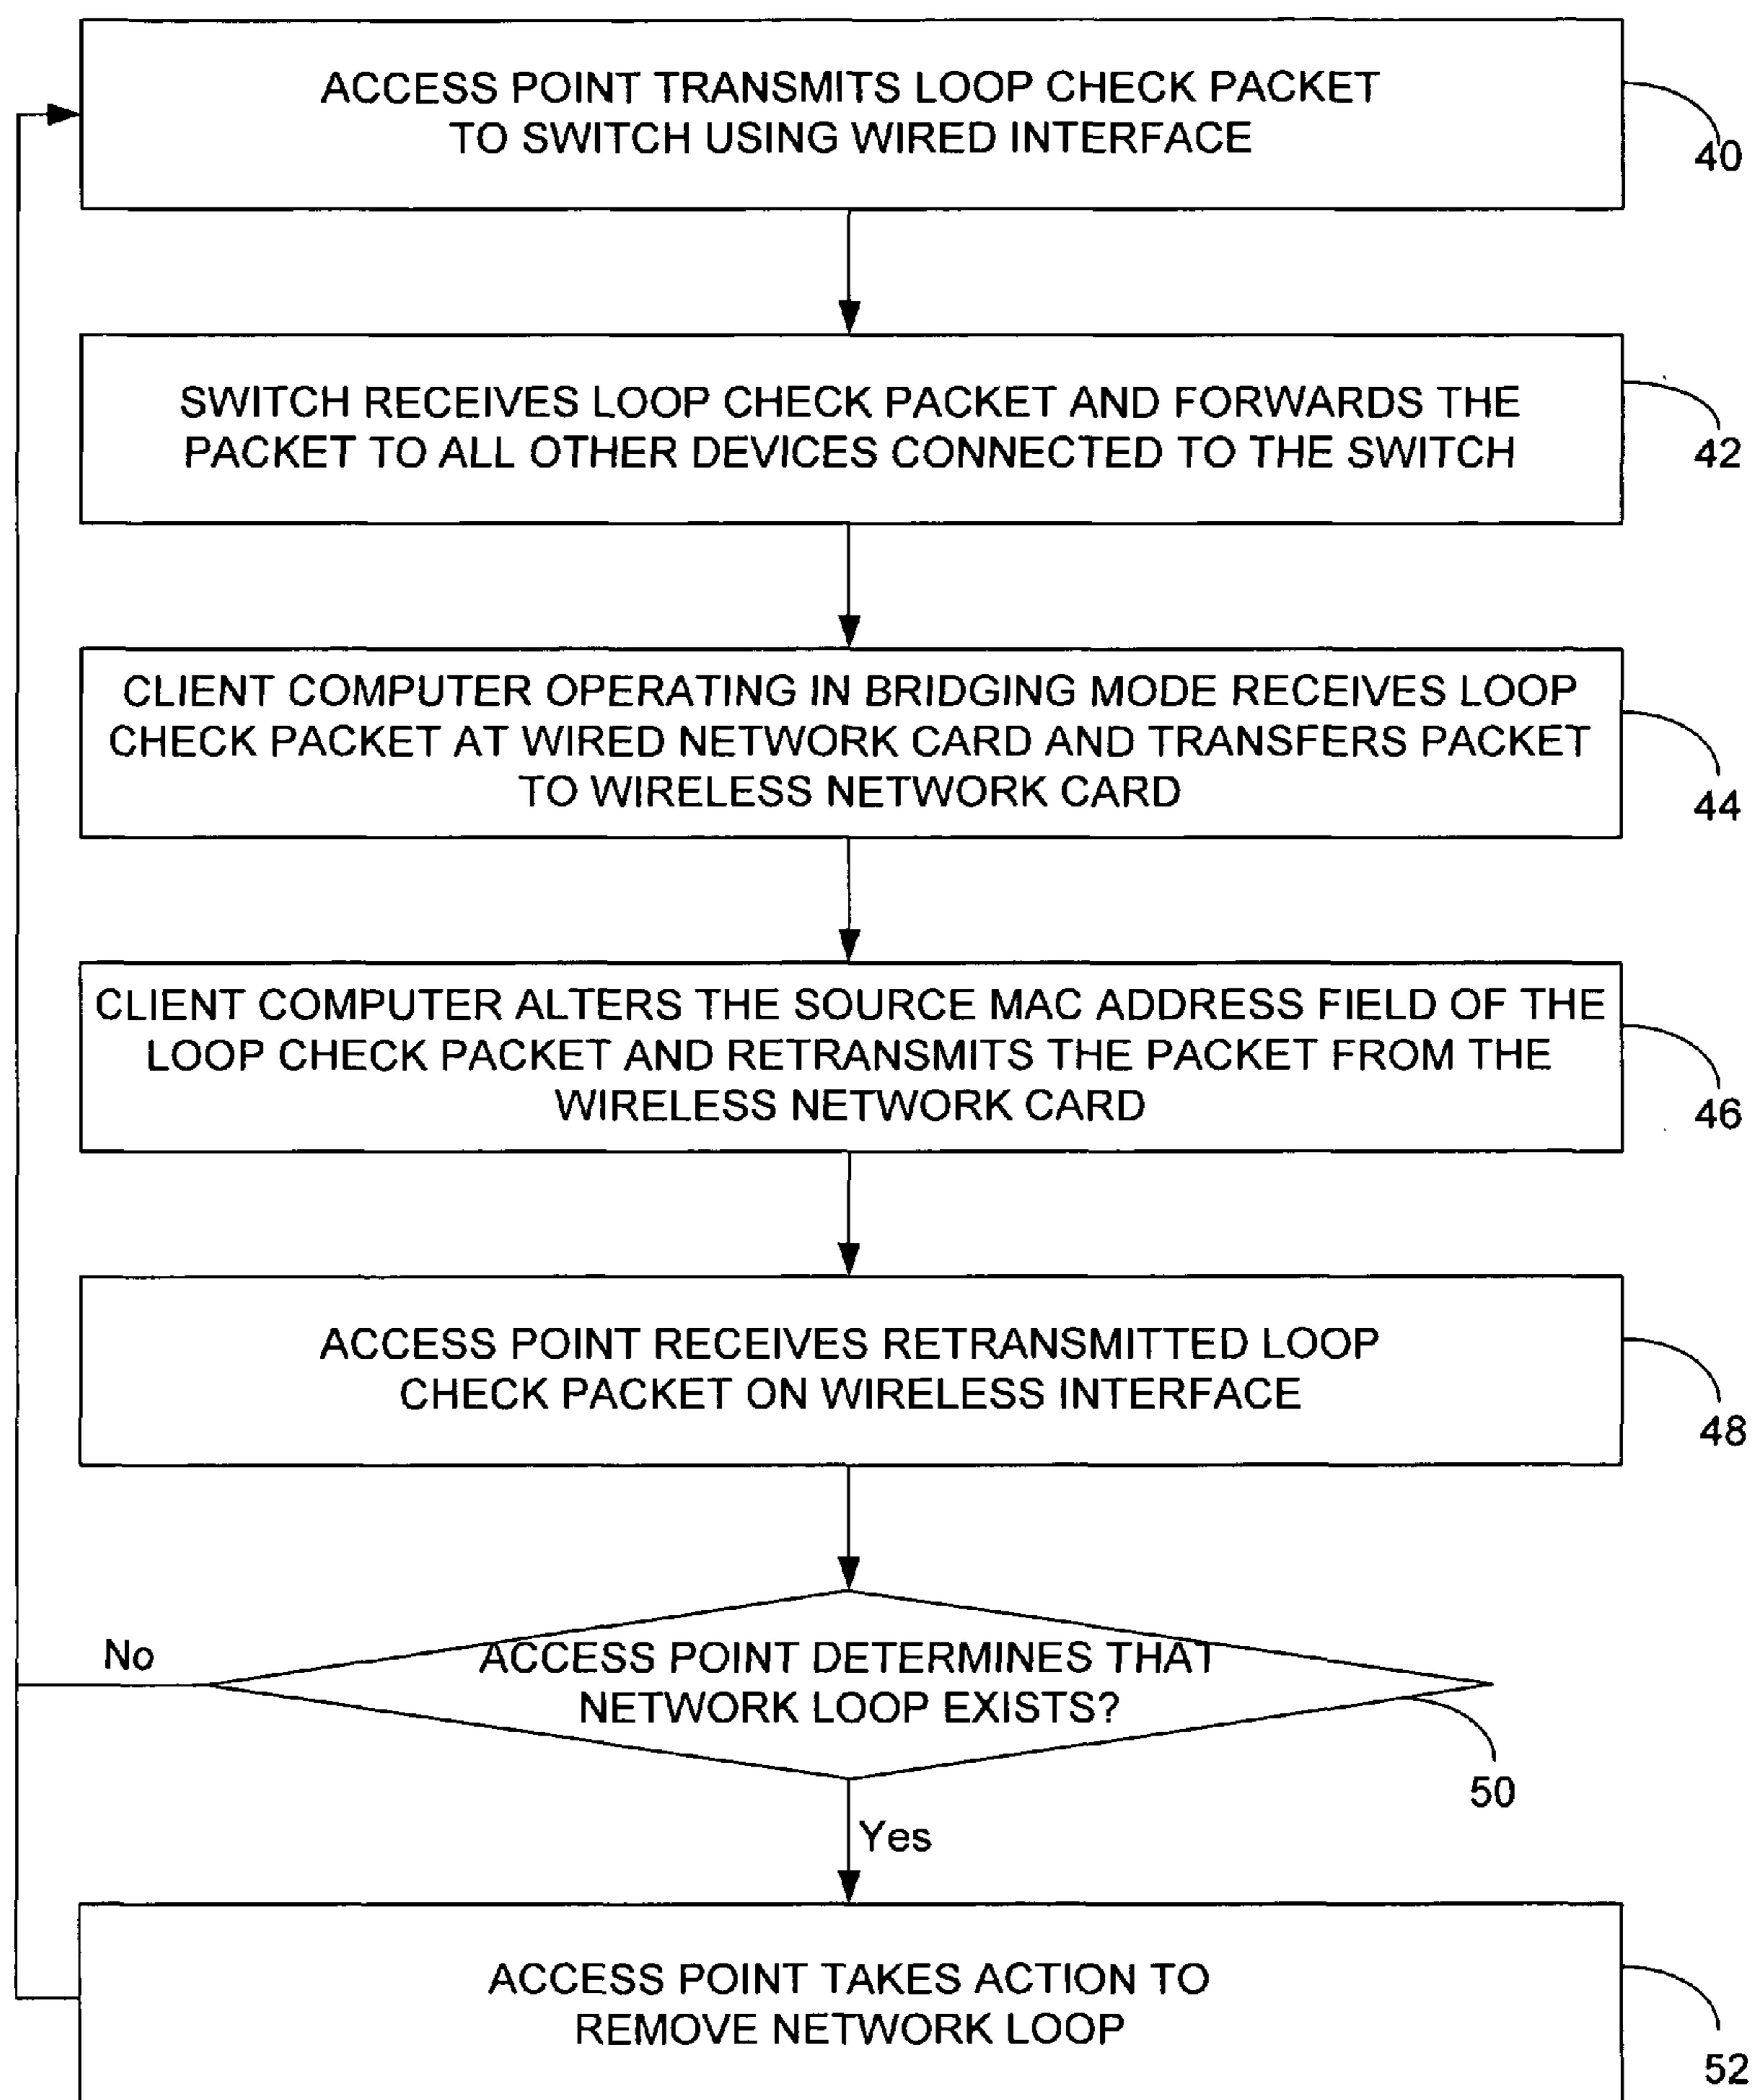 ACCESS POINT TRANSMITS LOOP CHECK PACKET
TO SWITCH USING WIRED INTERFACE
40
SWITCH RECEIVES LOOP CHECK PACKET AND FORWARDS THE
PACKET TO ALL OTHER DEVICES CONNECTED TO THE SWITCH
42
CLIENT COMPUTER OPERATING IN BRIDGING MODE RECEIVES LOOP
CHECK PACKET AT WIRED NETWORK CARD AND TRANSFERS PACKET
TO WIRELESS NETWORK CARD
44
CLIENT COMPUTER ALTERS THE SOURCE MAC ADDRESS FIELD OF THE
LOOP CHECK PACKET AND RETRANSMITS THE PACKET FROM THE
WIRELESS NETWORK CARD
46
ACCESS POINT RECEIVES RETRANSMITTED LOOP
CHECK PACKET ON WIRELESS INTERFACE
48
No
ACCESS POINT DETERMINES THAT
NETWORK LOOP EXISTS?
50
Yes
ACCESS POINT TAKES ACTION TO
REMOVE NETWORK LOOP
52